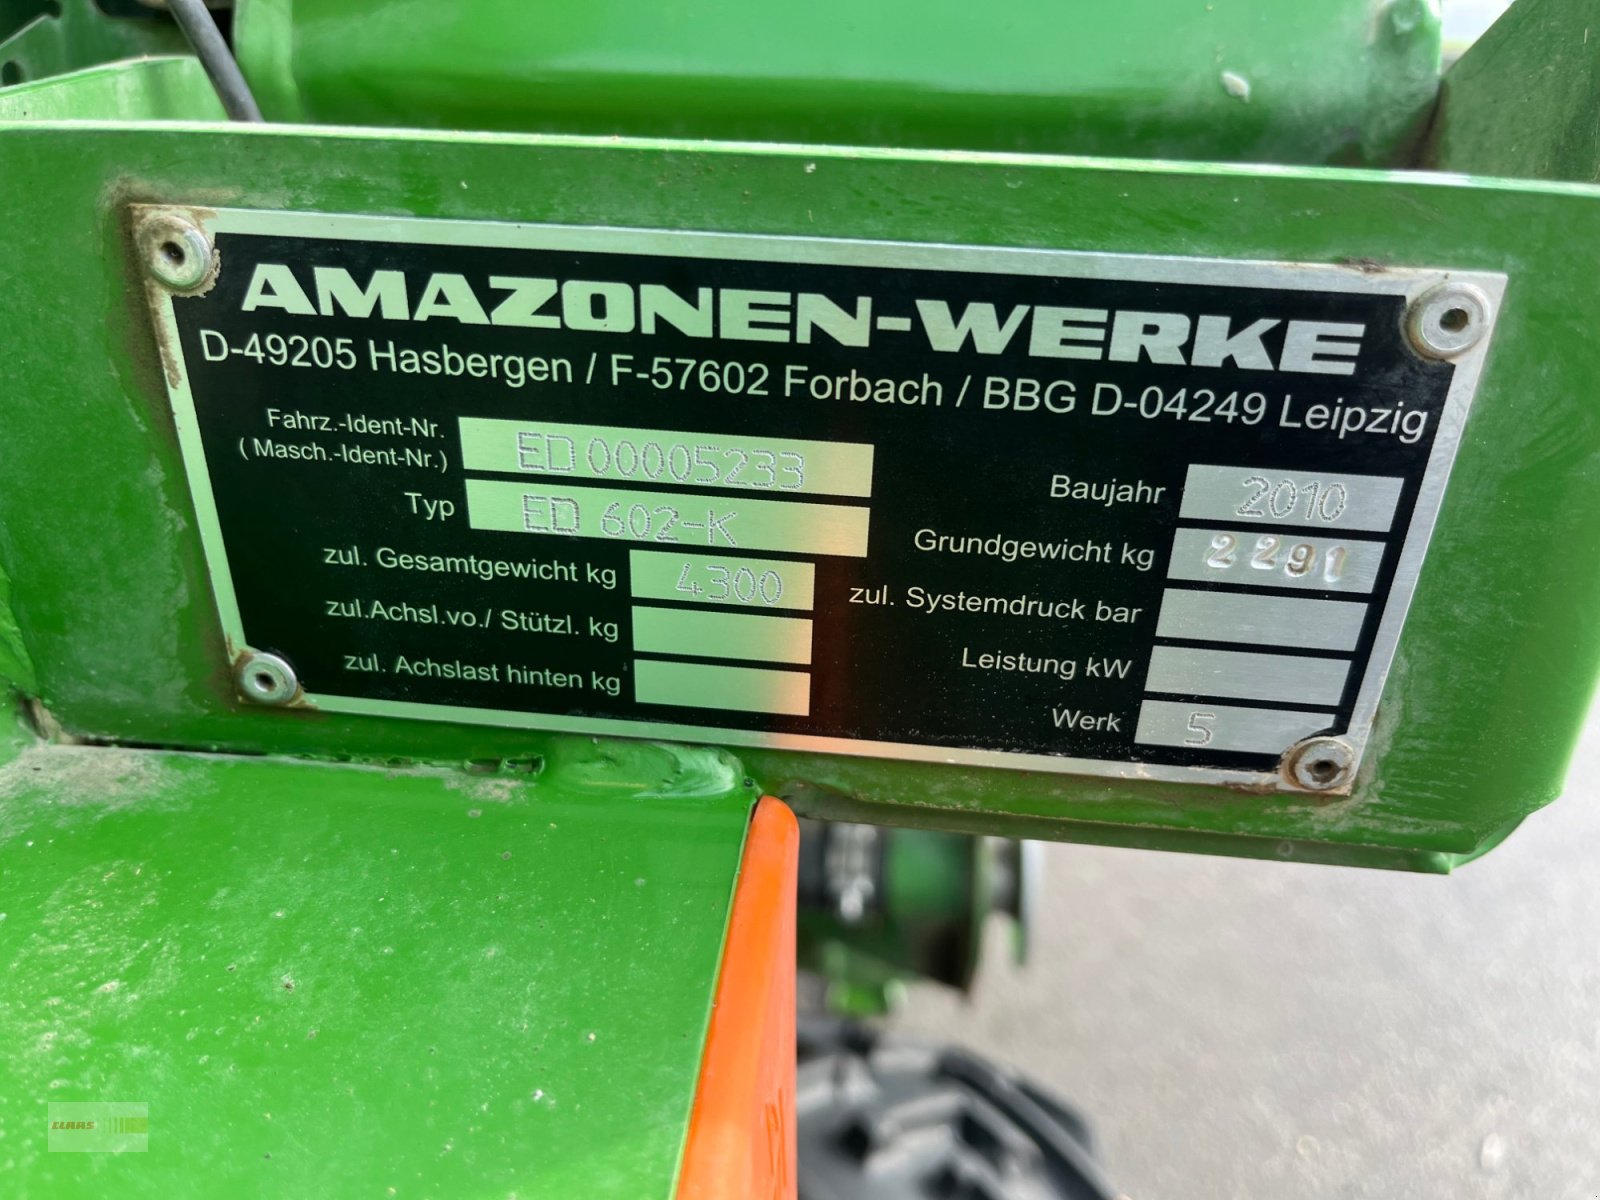 AMAZONEN-WERKE
D-49205 Hasbergen / F-57602 Forbach / BBG D-04249 Leipzig
Fahrz.-Ident-Nr.
( Masch.-Ident-Nr.) ED00005233
Typ ED 602-K
zul. Gesamtgewicht kg 4300
zul.Achsl.vo./ Stützl. kg
zul. Achslast hinten kg
Baujahr 2010
Grundgewicht kg 2291
zul. Systemdruck bar
Leistung kW
Werk 5
CLAAS